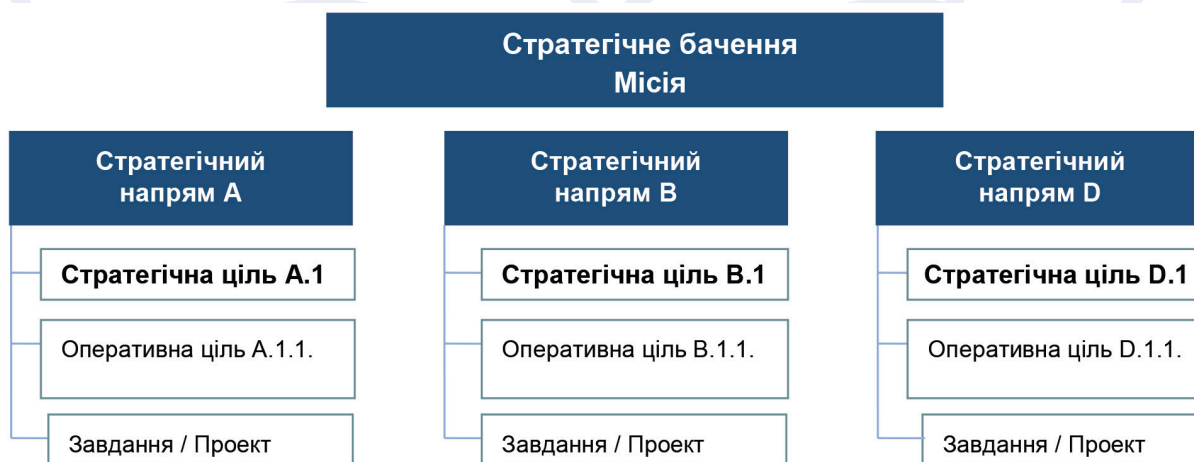 Стратегічне бачення
Місія
Стратегічний
напрям А
Стратегічна ціль А.1
Оперативна ціль А.1.1.
Завдання / Проект
Стратегічний
напрям В
Стратегічна ціль В.1
Оперативна ціль В.1.1.
Завдання / Проект
Стратегічний
напрям D
Стратегічна ціль D.1
Оперативна ціль D.1.1.
Завдання / Проект